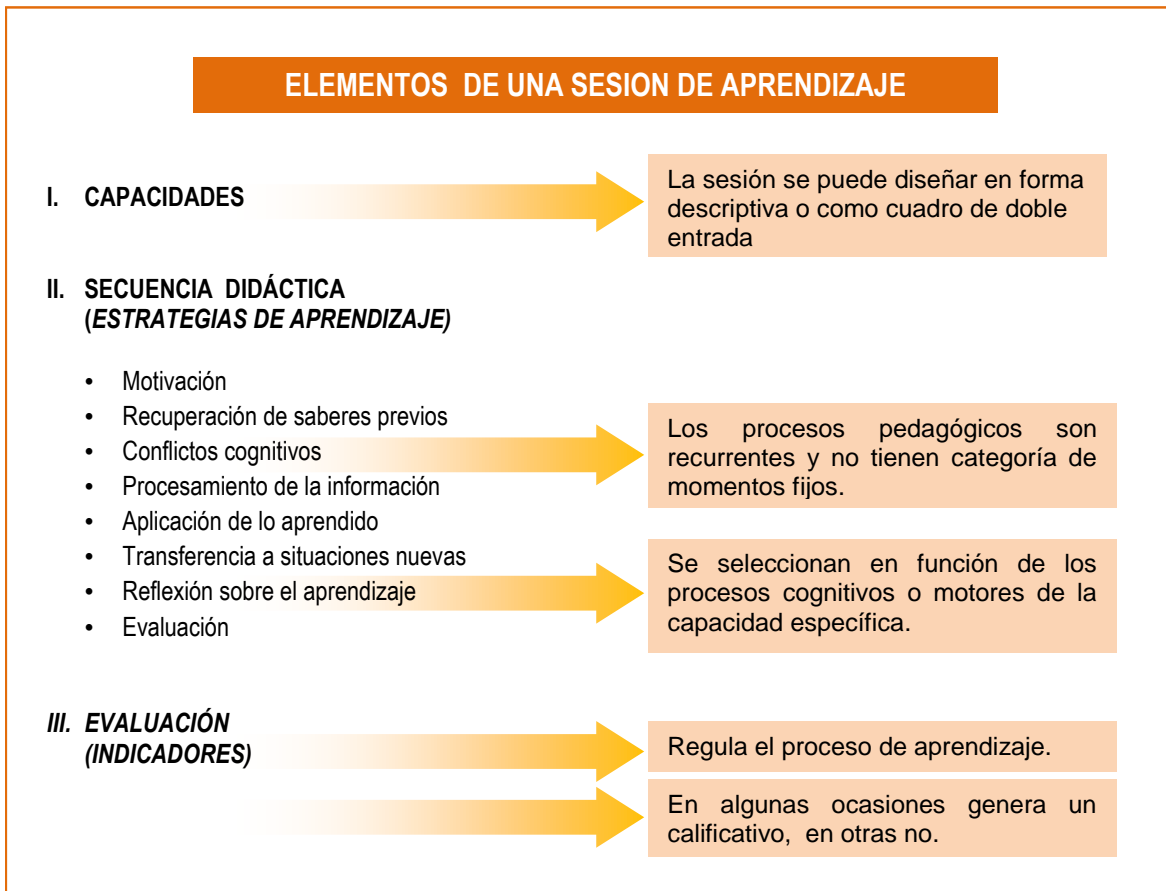 ELEMENTOS DE UNA SESION DE APRENDIZAJE
I. CAPACIDADES
La sesión se puede diseñar en forma
descriptiva o como cuadro de doble
entrada
II. SECUENCIA DIDÁCTICA
(ESTRATEGIAS DE APRENDIZAJE)
• Motivación
• Recuperación de saberes previos
• Conflictos cognitivos
• Procesamiento de la información
• Aplicación de lo aprendido
• Transferencia a situaciones nuevas
• Reflexión sobre el aprendizaje
• Evaluación
Los procesos pedagógicos son
recurrentes y no tienen categoría de
momentos fijos.
Se seleccionan en función de los
procesos cognitivos o motores de la
capacidad específica.
III. EVALUACIÓN
(INDICADORES)
Regula el proceso de aprendizaje.
En algunas ocasiones genera un
calificativo, en otras no.